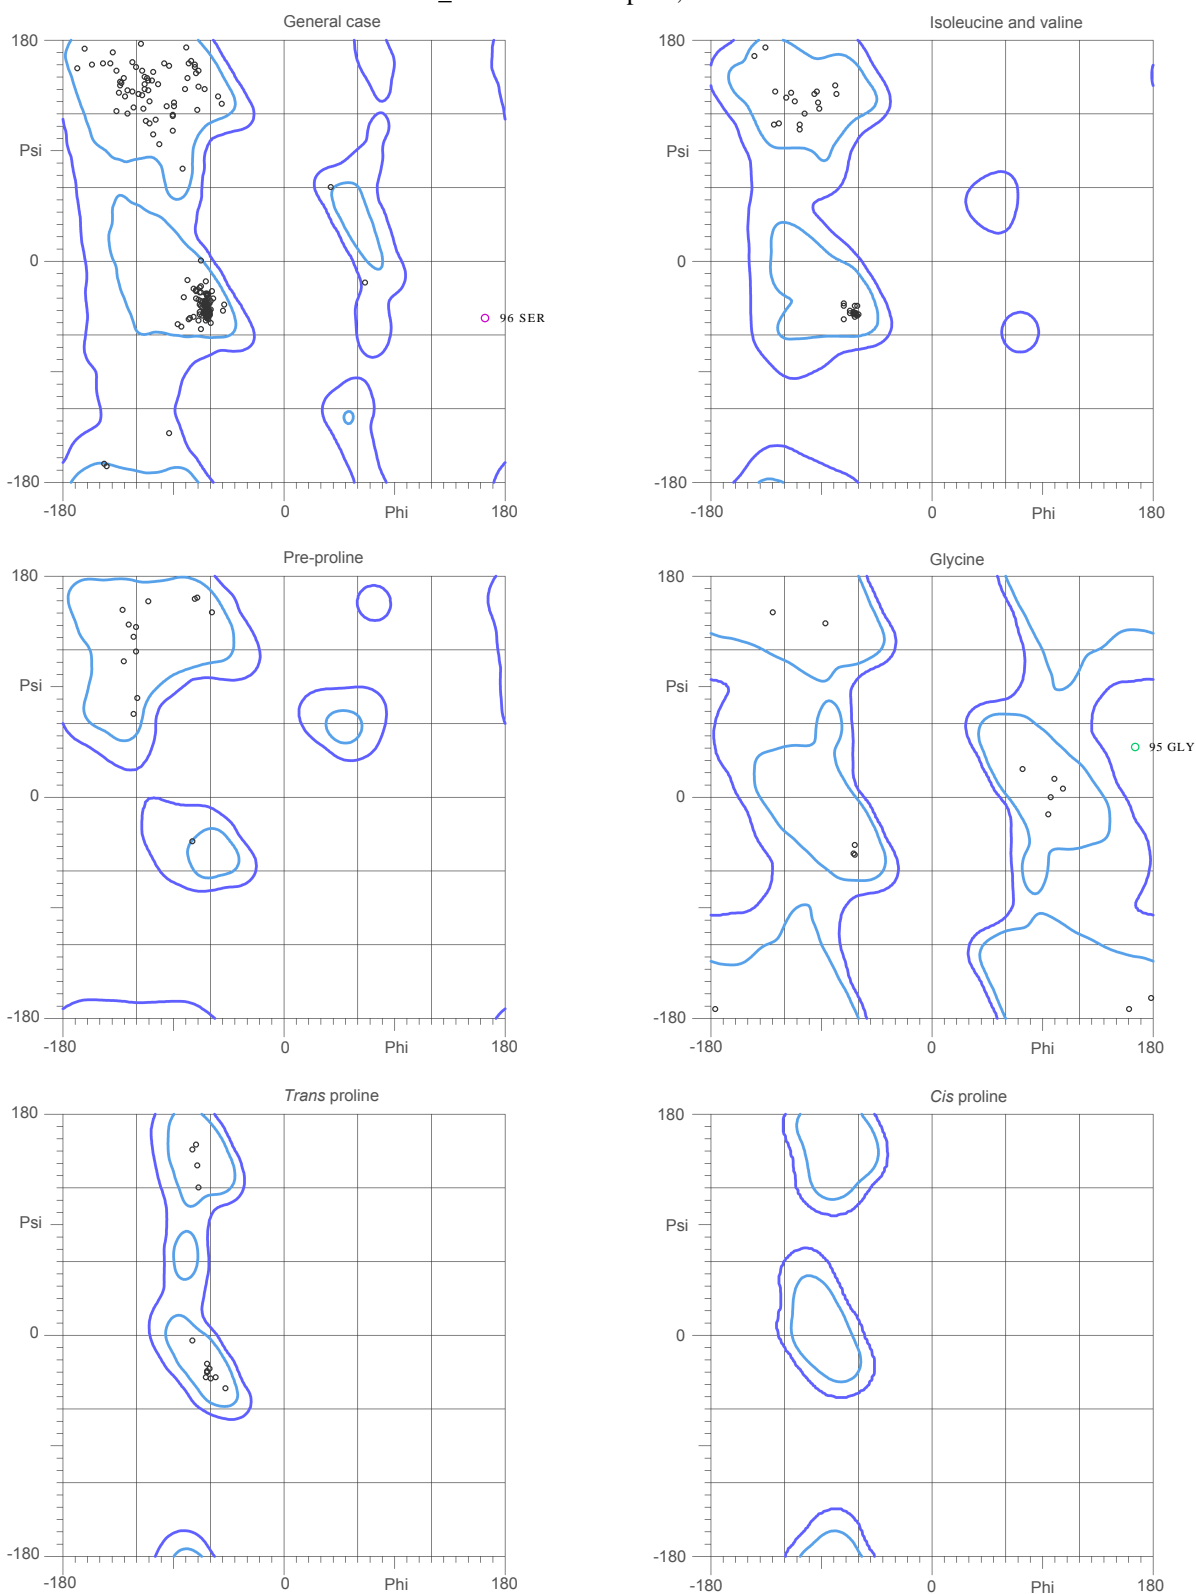 General case
Isoleucine and valine
180
180
Psi
Psi
0
0
96 SER
-180
-180
-180
0
Phi
180
-180
0
Phi
180
Pre-proline
Glycine
180
180
Psi
Psi
95 GLY
0
0
-180
-180
-180
0
Phi
180
-180
0
Phi
180
Trans proline
Cis proline
180
180
Psi
Psi
0
0
-180
-180
-180
0
Phi
180
-180
0
Phi
180